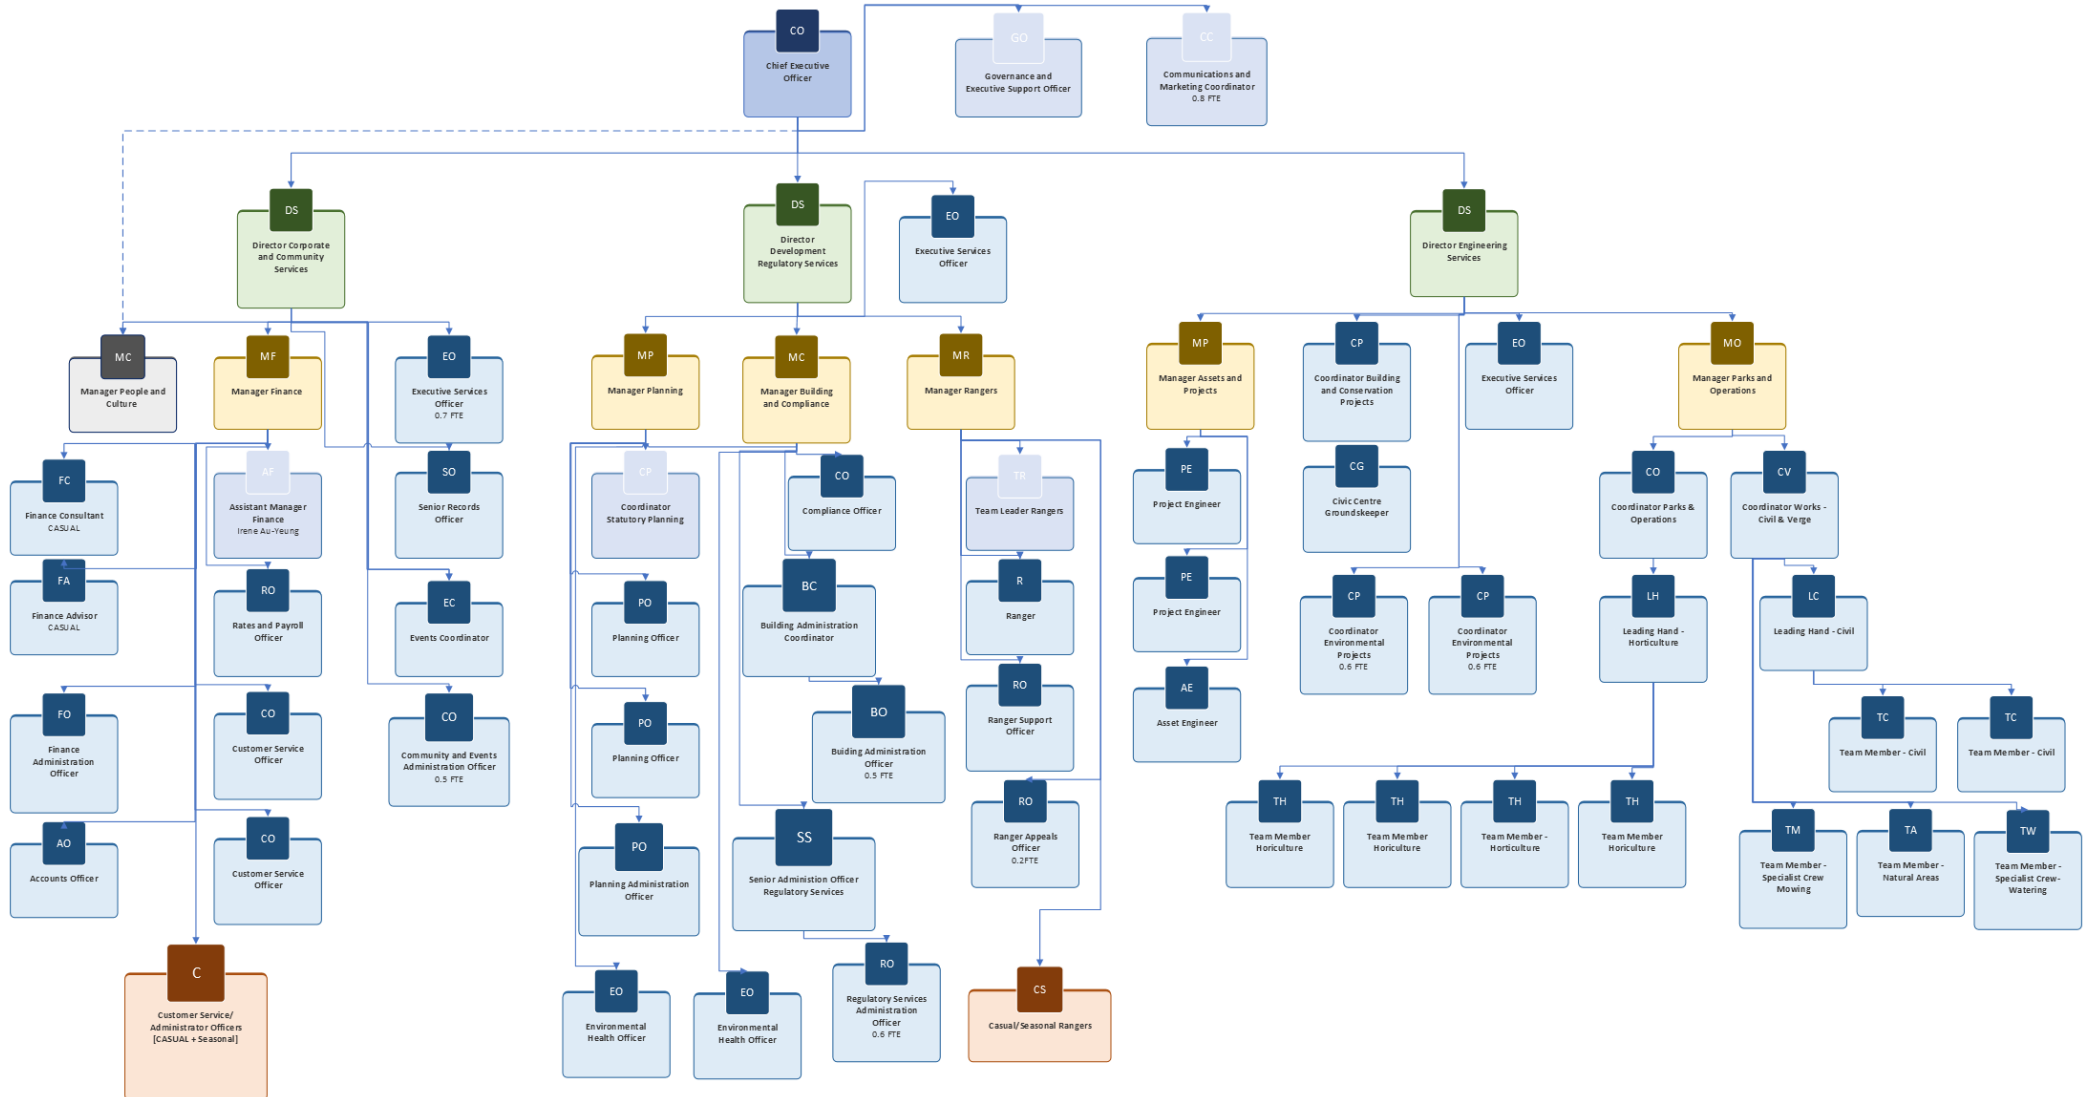 CO
Chief Executive
Officer
GO
Governance and
Executive Support Officer
CC
Communications and
Marketing Coordinator
0.8 FTE
DS
Director Corporate
and Community
Services
DS
Director
Development
Regulatory Services
EO
Executive Services
Officer
DS
Director Engineering
Services
MC
Manager People and
Culture
MF
Manager Finance
EO
Executive Services
Officer
0.7 FTE
MP
Manager Planning
MC
Manager Building
and Compliance
MR
Manager Rangers
MP
Manager Assets and
Projects
CP
Coordinator Building
and Conservation
Projects
EO
Executive Services
Officer
MO
Manager Parks and
Operations
FC
Finance Consultant
CASUAL
AF
Assistant Manager
Finance
Irene Au-Yeung
SO
Senior Records
Officer
CP
Coordinator
Statutory Planning
CO
Compliance Officer
TR
Team Leader Rangers
PE
Project Engineer
CG
Civic Centre
Groundskeeper
CO
Coordinator Parks &
Operations
CV
Coordinator Works -
Civil & Verge
FA
Finance Advisor
CASUAL
RO
Rates and Payroll
Officer
EC
Events Coordinator
PO
Planning Officer
BC
Building Administration
Coordinator
R
Ranger
PE
Project Engineer
CP
Coordinator
Environmental
Projects
0.6 FTE
CP
Coordinator
Environmental
Projects
0.6 FTE
LH
Leading Hand -
Horticulture
LC
Leading Hand - Civil
FO
Finance
Administration
Officer
CO
Customer Service
Officer
CO
Community and Events
Administration Officer
0.5 FTE
PO
Planning Officer
BO
Buiding Administration
Officer
0.5 FTE
RO
Ranger Support
Officer
AE
Asset Engineer
TC
Team Member - Civil
TC
Team Member - Civil
AO
Accounts Officer
CO
Customer Service
Officer
PO
Planning Administration
Officer
SS
Senior Adminstion Officer
Regulatory Services
RO
Ranger Appeals
Officer
0.2FTE
TH
Team Member
Horiculture
TH
Team Member
Horiculture
TH
Team Member -
Horticulture
TH
Team Member
Horiculture
TM
Team Member -
Specialist Crew
Mowing
TA
Team Member -
Natural Areas
TW
Team Member -
Specialist Crew-
Watering
C
Customer Service/
Administrator Officers
[CASUAL + Seasonal]
EO
Environmental
Health Officer
EO
Environmental
Health Officer
RO
Regulatory Services
Administration
Officer
0.6 FTE
CS
Casual/Seasonal Rangers